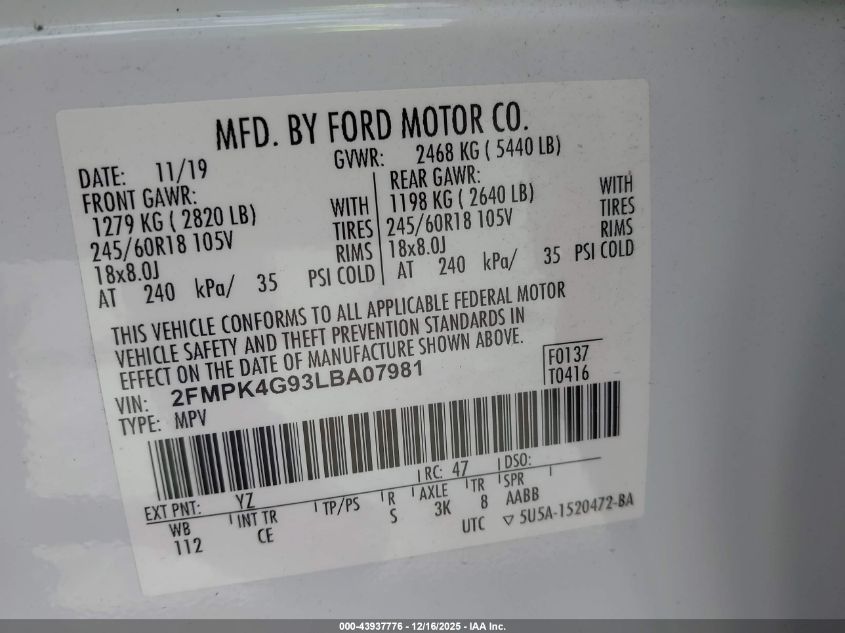 MFD. BY FORD MOTOR CO.
DATE: 11/19 GVWR: 2468 KG ( 5440 LB)
FRONT GAWR: REAR GAWR:
1279 KG ( 2820 LB) WITH 1198 KG ( 2640 LB) WITH
245/60R18 105V TIRES 245/60R18 105V TIRES
18x8.0J RIMS 18x8.0J RIMS
AT 240 kPa/ 35 PSI COLD AT 240 kPa/ 35 PSI COLD
THIS VEHICLE CONFORMS TO ALL APPLICABLE FEDERAL MOTOR
VEHICLE SAFETY AND THEFT PREVENTION STANDARDS IN
EFFECT ON THE DATE OF MANUFACTURE SHOWN ABOVE.
VIN: 2FMPK4G93LBA07981 F0137
TYPE: MPV T0416
EXT PNT: YZ RC: 47 DSO:
WB INT TR TP/PS R AXLE TR SPR
112 CE S 3K 8 AABB
UTC ▽ 5U5A-1520472-BA
000-43937776 - 12/16/2025 - IAA Inc.